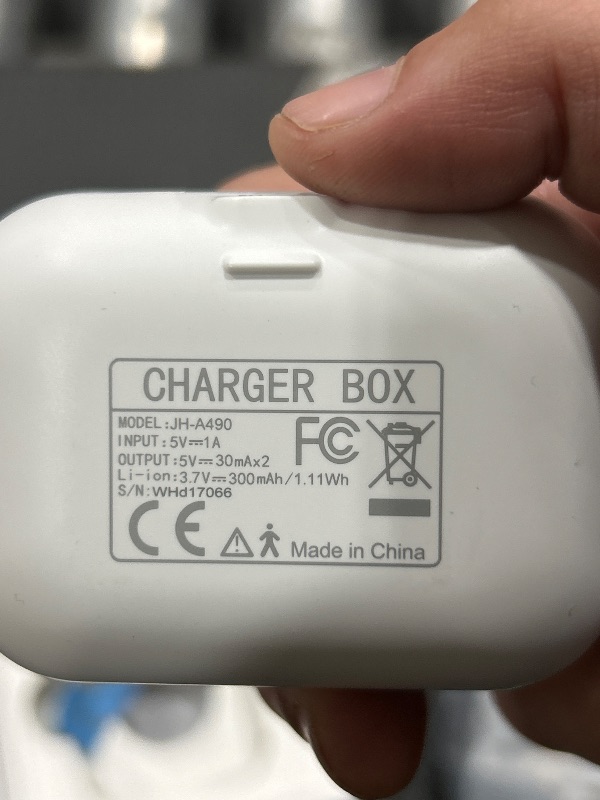 CHARGER BOX
MODEL:JH-A490
INPUT:5V⎓1A
OUTPUT:5V⎓30mAx2
Li-ion:3.7V⎓300mAh/1.11Wh
S/N:WHd17066
FC
CE
Made in China